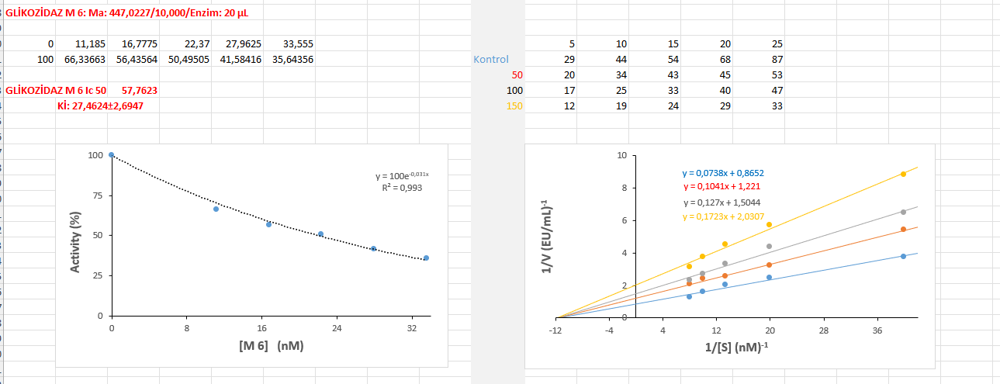 GLİKOZİDAZ M 6: Ma: 447,0227/10,000/Enzim: 20 µL
0 11,185 16,7775 22,37 27,9625 33,555
100 66,33663 56,43564 50,49505 41,58416 35,64356
GLİKOZİDAZ M 6 Ic 50 57,7623
Kİ: 27,4624±2,6947
5 10 15 20 25
Kontrol 29 44 54 68 87
50 20 34 43 45 53
100 17 25 33 40 47
150 12 19 24 29 33
100
75
50
25
0
Activity (%)
y = 100e-0,031x
R² = 0,993
0 8 16 24 32
[M 6] (nM)
10
8
6
4
2
0
1/V (EU/mL)-1
y = 0,0738x + 0,8652
y = 0,1041x + 1,221
y = 0,127x + 1,5044
y = 0,1723x + 2,0307
-12 -4 4 12 20 28 36
1/[S] (nM)-1